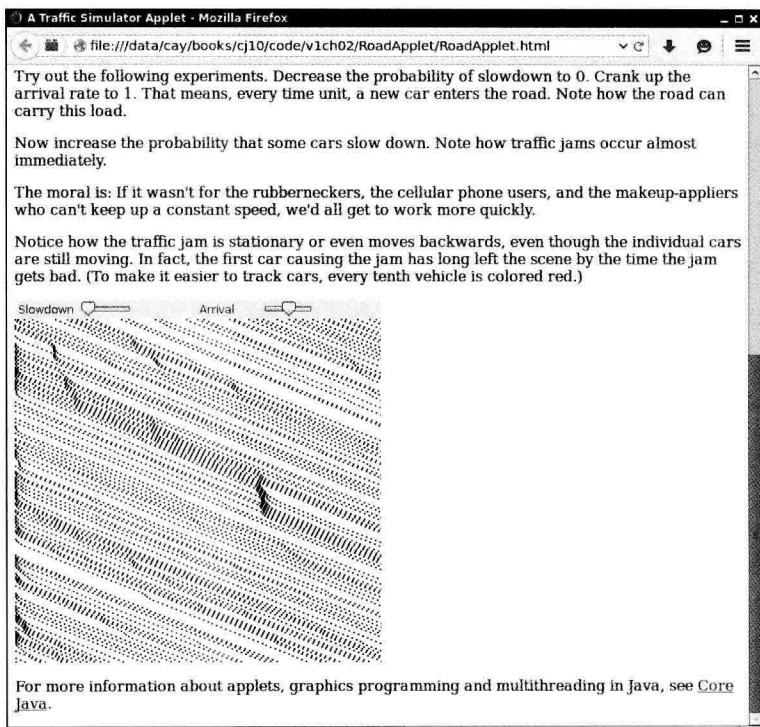 A Traffic Simulator Applet - Mozilla Firefox
file:///data/cay/books/cj10/code/v1ch02/RoadApplet/RoadApplet.html
Try out the following experiments. Decrease the probability of slowdown to 0. Crank up the
arrival rate to 1. That means, every time unit, a new car enters the road. Note how the road can
carry this load.
Now increase the probability that some cars slow down. Note how traffic jams occur almost
immediately.
The moral is: If it wasn't for the rubberneckers, the cellular phone users, and the makeup-appliers
who can't keep up a constant speed, we'd all get to work more quickly.
Notice how the traffic jam is stationary or even moves backwards, even though the individual cars
are still moving. In fact, the first car causing the jam has long left the scene by the time the jam
gets bad. (To make it easier to track cars, every tenth vehicle is colored red.)
Slowdown Arrival
For more information about applets, graphics programming and multithreading in Java, see Core
Java.